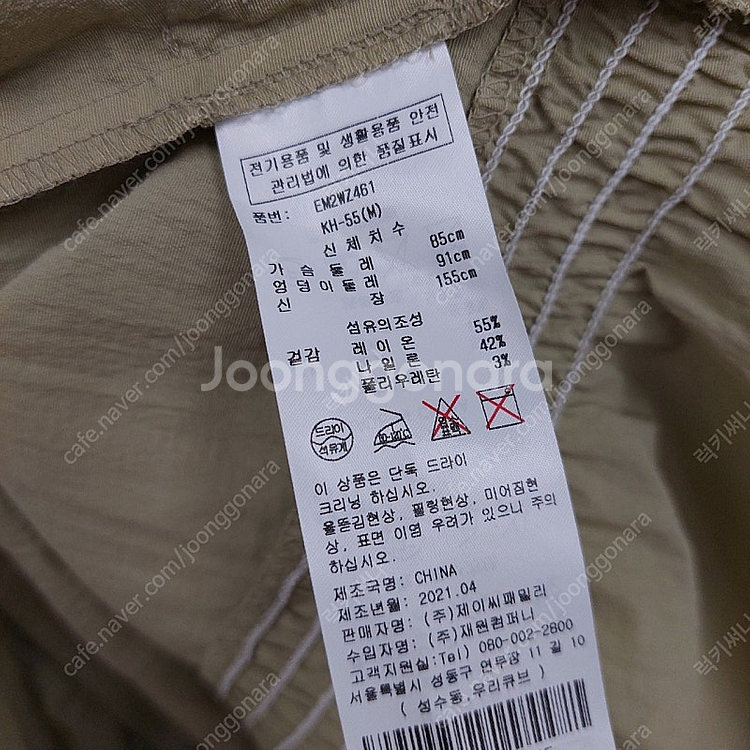 전기용품 및 생활용품 안전
관리법에 의한 품질표시
품번: EM2WZ461
KH-55(M)
신체치수
가슴둘레 85cm
엉덩이둘레 91cm
신장 155cm
섬유의조성
겉감 레이온 55%
나일론 42%
폴리우레탄 3%
드라이
석유계
이 상품은 단독 드라이
크리닝 하십시오.
올뜯김현상, 필링현상, 미어짐현
상, 표면 이염 우려가 있으니 주의
하십시오.
제조국명: CHINA
제조년월: 2021.04
판매자명: (주)제이씨패밀리
수입자명: (주)재원컴퍼니
고객지원실:Tel) 080-002-2800
서울특별시 성동구 연무장 11 길 10
( 성수동 우리큐브 )
Joonggonara
cafe.naver.com/joonggonara